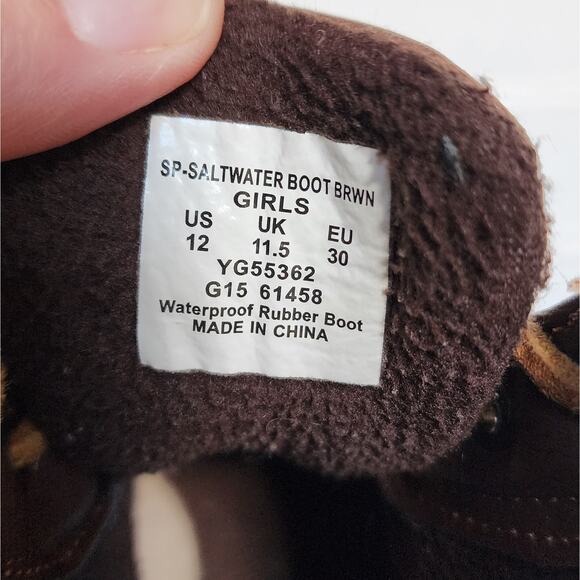 SP-SALTWATER BOOT BRWN
GIRLS
US UK EU
12 11.5 30
YG55362
G15 61458
Waterproof Rubber Boot
MADE IN CHINA